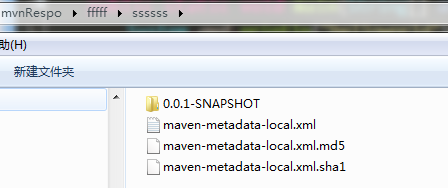 mvnRespo ▸ fffff ▸ ssssss
助(H)
新建文件夹
0.0.1-SNAPSHOT
maven-metadata-local.xml
maven-metadata-local.xml.md5
maven-metadata-local.xml.sha1